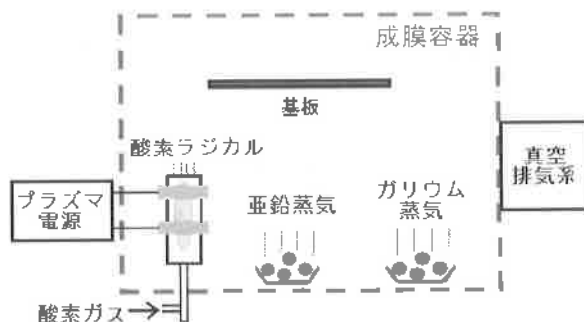 成膜容器
基板
酸素ラジカル
真空
排気系
プラズマ
電源
亜鉛蒸気
ガリウム
蒸気
酸素ガス